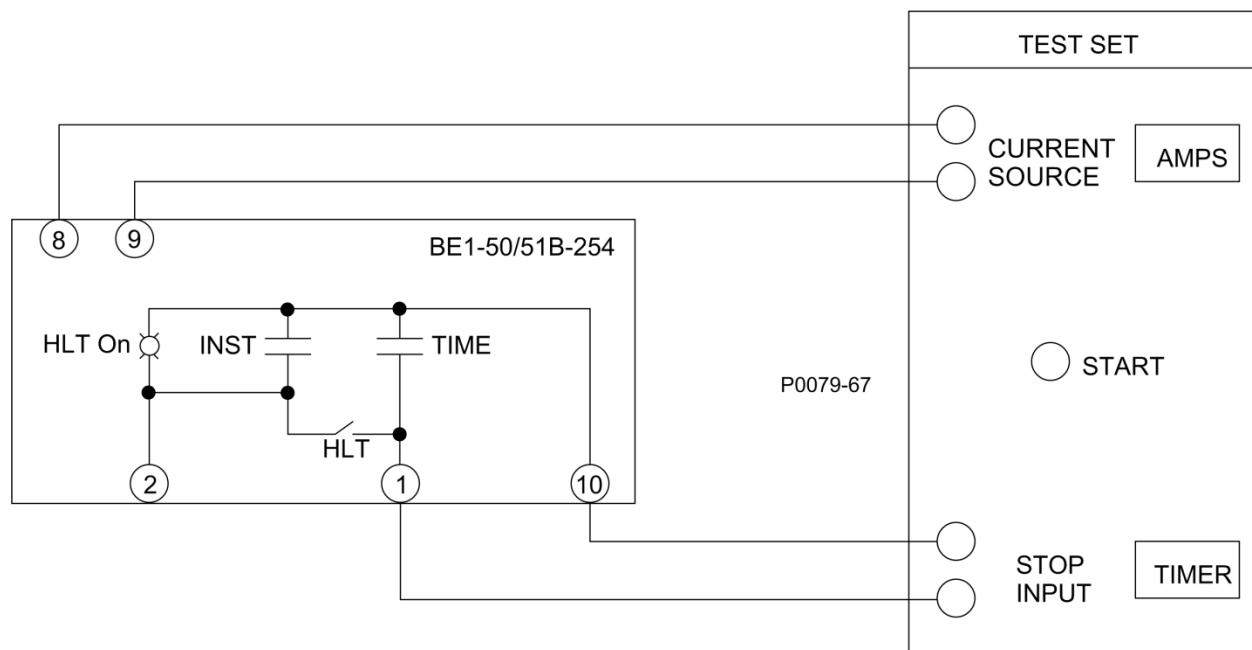 TEST SET
CURRENT
SOURCE
AMPS
8
9
BE1-50/51B-254
HLT On
INST
TIME
P0079-67
START
HLT
2
1
10
STOP
INPUT
TIMER